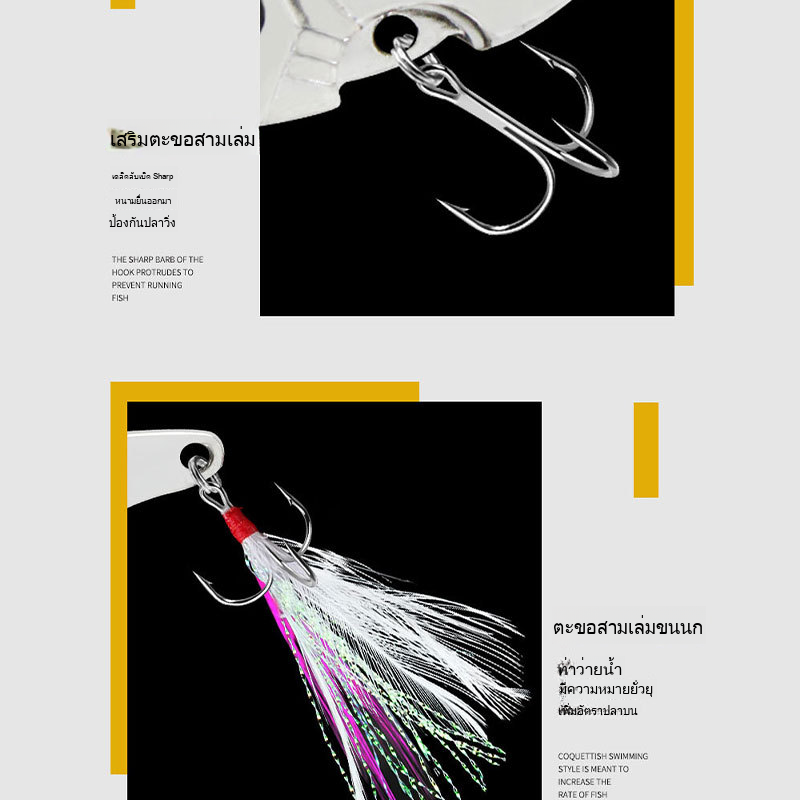 เสริมตะขอสามเล่ม
Sharp
หนามยื่นออกมา
ป้องกันปลาวิ่ง
THE SHARP BARB OF THE
HOOK PROTRUDES TO
PREVENT RUNNING
FISH
ตะขอสามเล่มขนนก
ท่าว่ายน้ำ
มีความหมายยั่วยุ
เพิ่มอัตราปลาบน
COQUETTISH SWIMMING
STYLE IS MEANT TO
INCREASE THE
RATE OF FISH